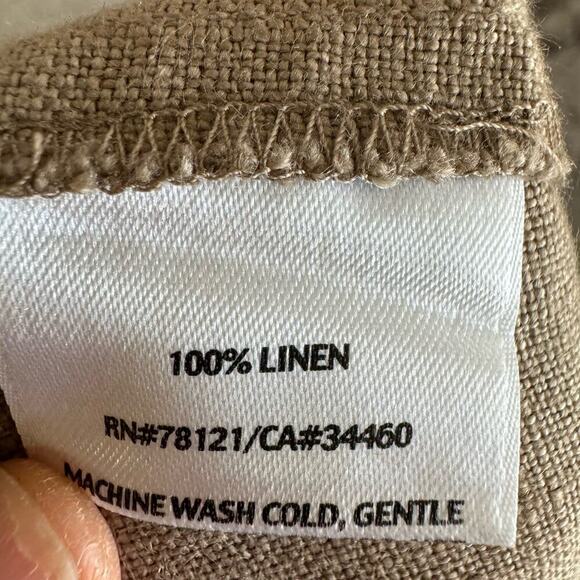 100% LINEN
RN#78121/CA#34460
MACHINE WASH COLD, GENTLE